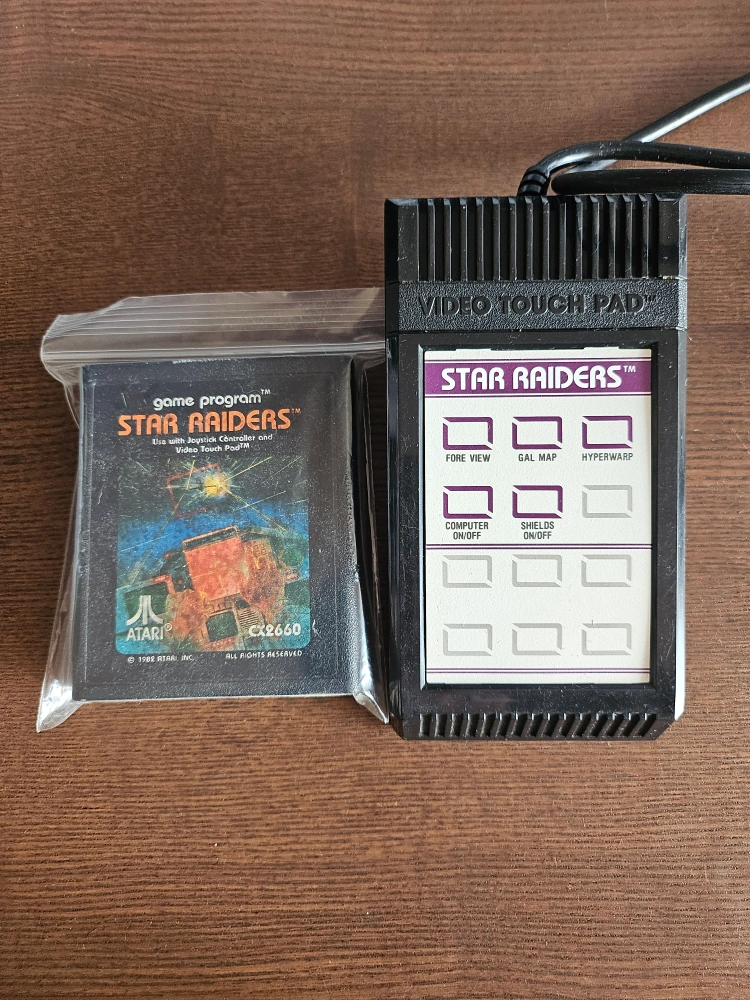 game program™
STAR RAIDERS™
Use with Joystick Controller and
Video Touch Pad™
ATARI®
CX2660
© 1982 ATARI, INC.
ALL RIGHTS RESERVED
VIDEO TOUCH PAD™
STAR RAIDERS™
FORE VIEW
GAL MAP
HYPERWARP
COMPUTER
ON/OFF
SHIELDS
ON/OFF